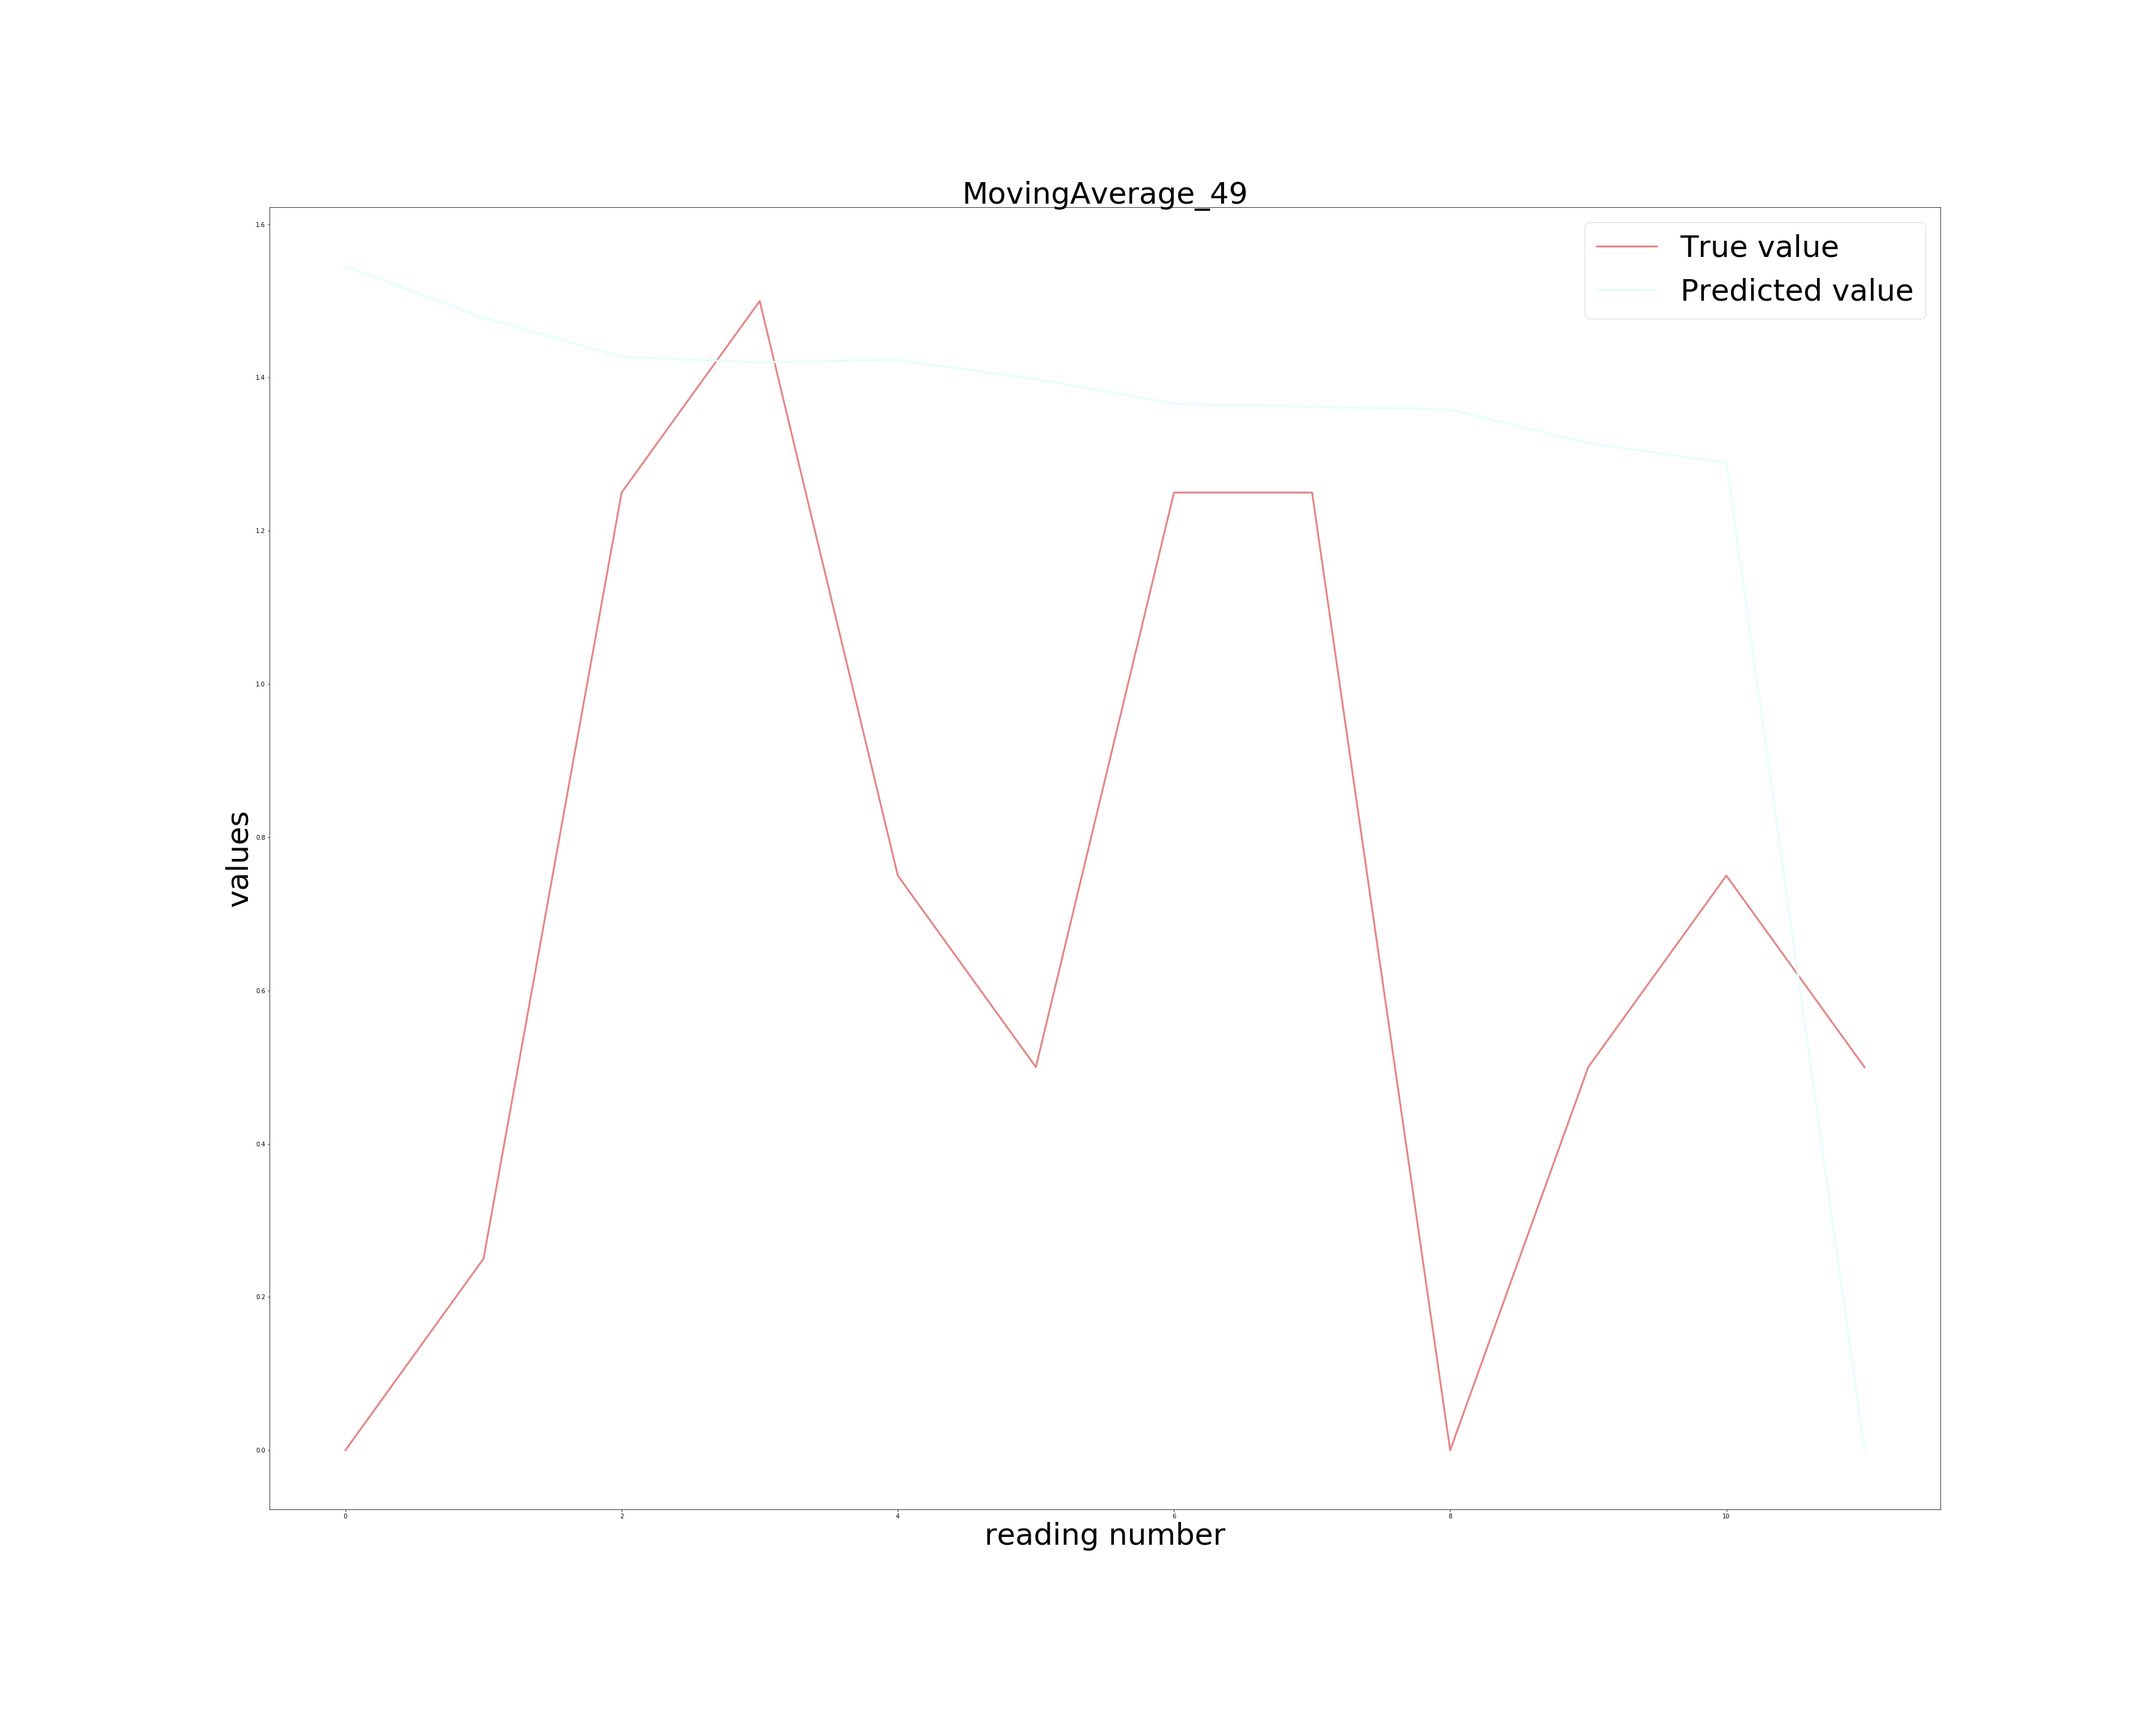 MovingAverage_49
True value
Predicted value
1.6
1.4
1.2
1.0
0.8
0.6
0.4
0.2
0.0
values
0 2 4 6 8 10
reading number